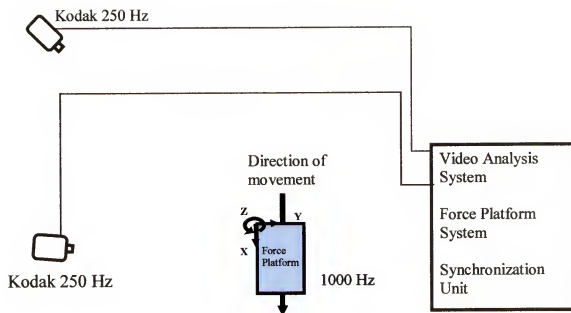 Kodak 250 Hz
Direction of
movement
Z
Y
X
Force
Platform
1000 Hz
Kodak 250 Hz
Video Analysis
System
Force Platform
System
Synchronization
Unit